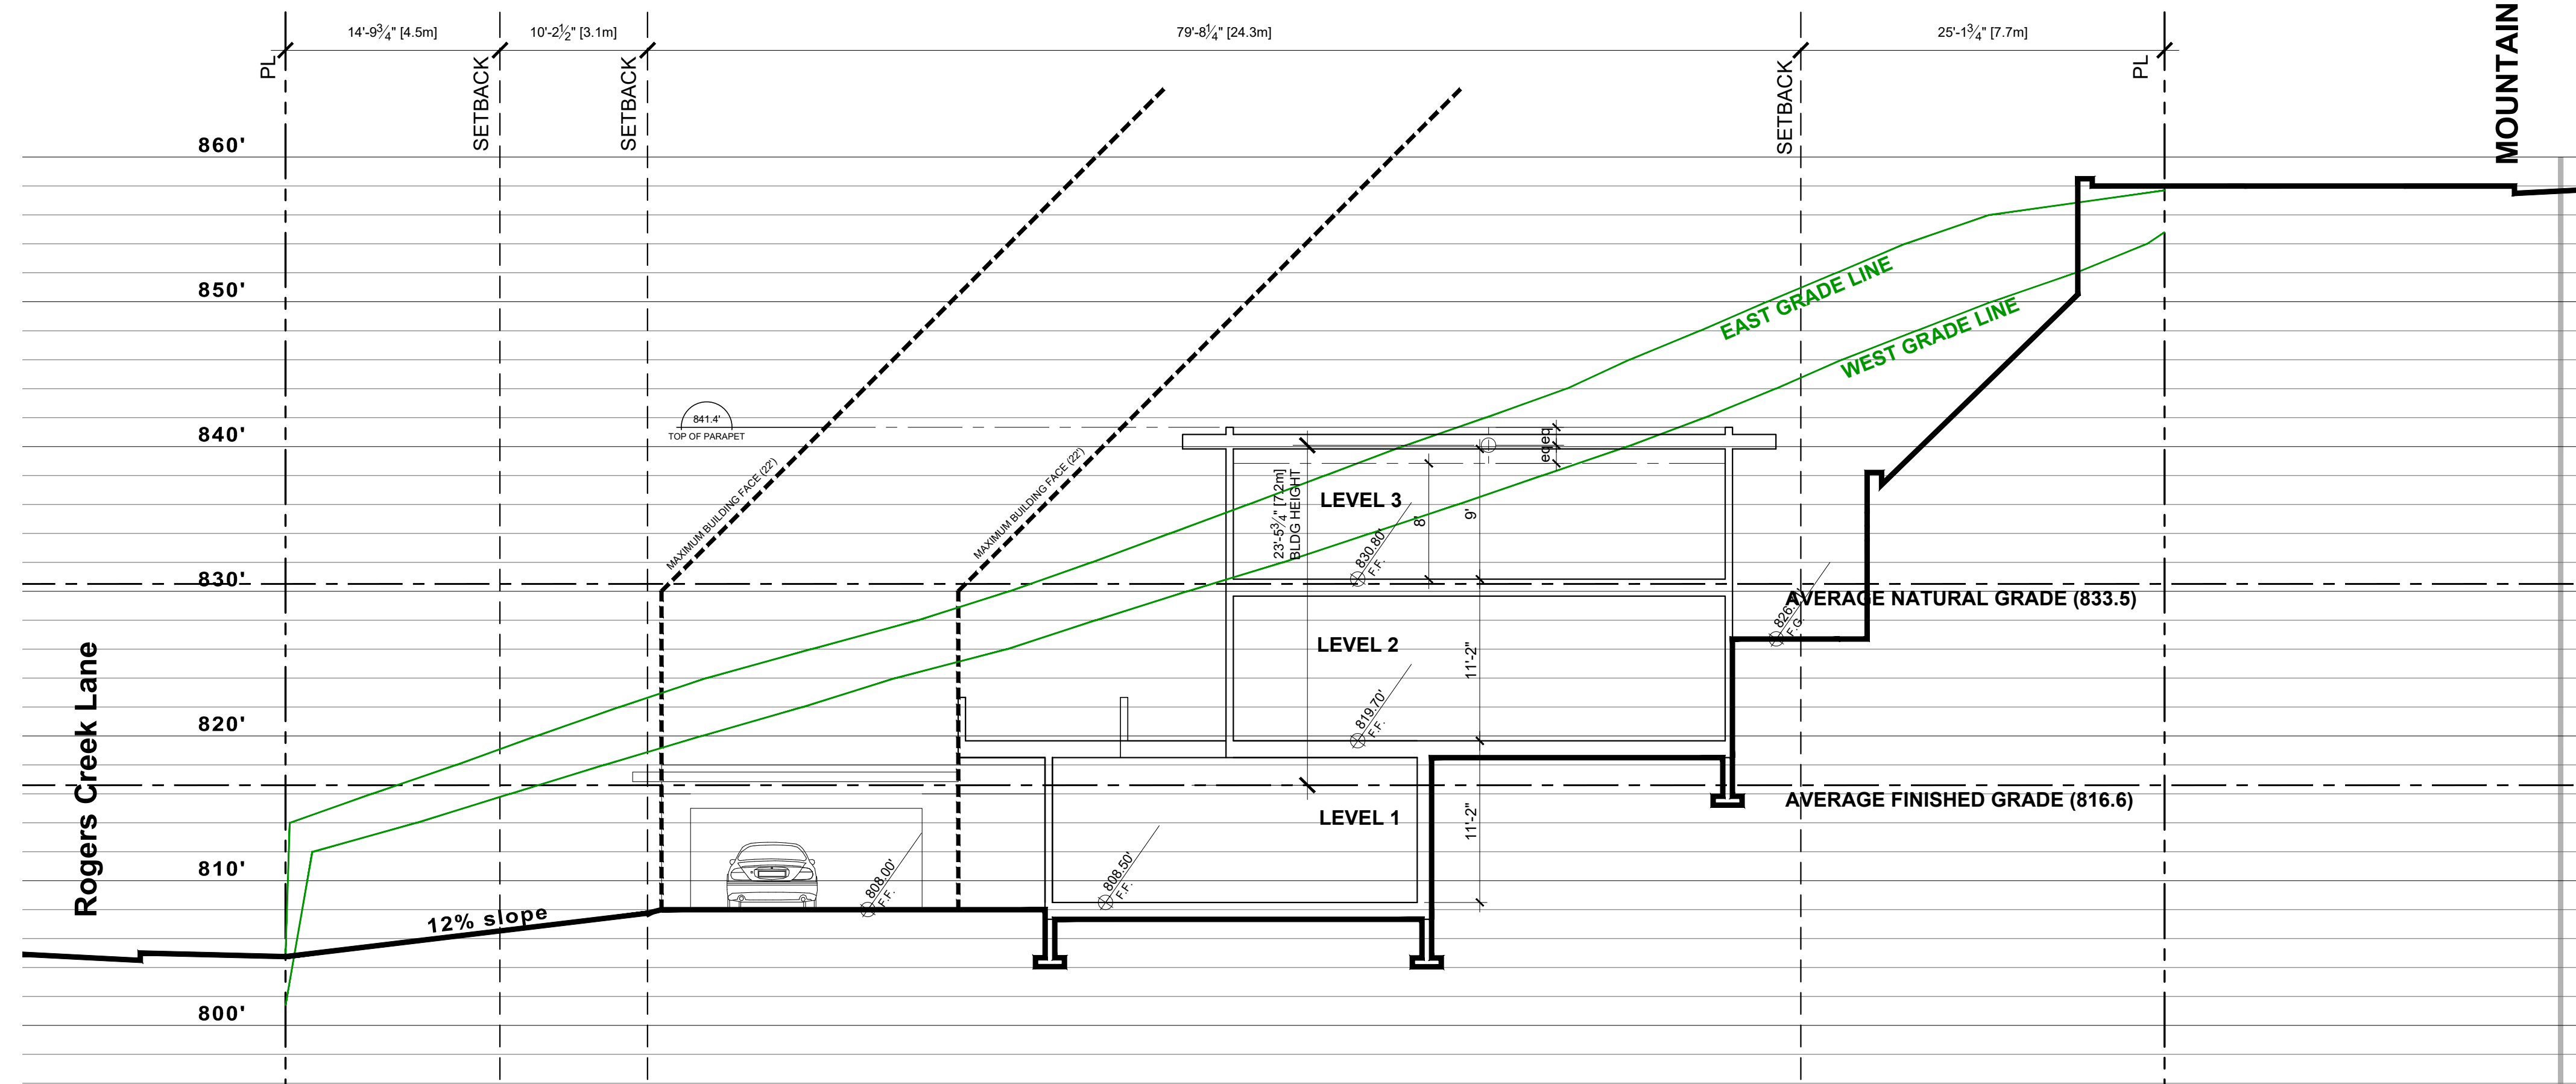 14'-9¾" [4.5m]
10'-2½" [3.1m]
79'-8¼" [24.3m]
25'-1¾" [7.7m]
PL
SETBACK
SETBACK
SETBACK
PL
MOUNTAIN
860'
850'
840'
830'
820'
810'
800'
841.4'
TOP OF PARAPET
MAXIMUM BUILDING FACE (22')
MAXIMUM BUILDING FACE (22')
EAST GRADE LINE
WEST GRADE LINE
eq
eq
23'-5¾" [7.2m]
BLDG HEIGHT
LEVEL 3
8'
9'
830.80'
F.F.
AVERAGE NATURAL GRADE (833.5)
F.G.
LEVEL 2
11'-2"
819.70'
F.F.
AVERAGE FINISHED GRADE (816.6)
LEVEL 1
11'-2"
808.00'
F.F.
808.50'
F.F.
12% slope
Rogers Creek Lane